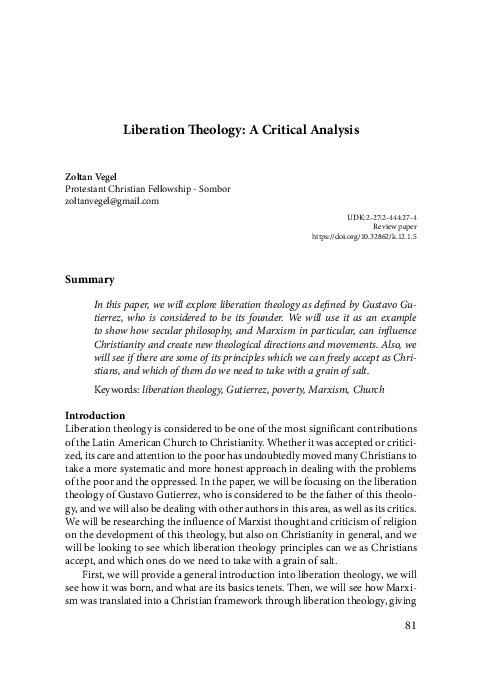 Liberation Theology: A Critical Analysis
Zoltan Vegel
Protestant Christian Fellowship - Sombor
zoltanvegel@gmail.com
UDK:2-27:2-444:27-4
Review paper
https://doi.org/10.32862/k.12.1.5
Summary
In this paper, we will explore liberation theology as defined by Gustavo Gu-
tierrez, who is considered to be its founder. We will use it as an example
to show how secular philosophy, and Marxism in particular, can influence
Christianity and create new theological directions and movements. Also, we
will see if there are some of its principles which we can freely accept as Chri-
stians, and which of them do we need to take with a grain of salt.
Keywords: liberation theology, Gutierrez, poverty, Marxism, Church
Introduction
Liberation theology is considered to be one of the most significant contributions
of the Latin American Church to Christianity. Whether it was accepted or critici-
zed, its care and attention to the poor has undoubtedly moved many Christians to
take a more systematic and more honest approach in dealing with the problems
of the poor and the oppressed. In the paper, we will be focusing on the liberation
theology of Gustavo Gutierrez, who is considered to be the father of this theolo-
gy, and we will also be dealing with other authors in this area, as well as its critics.
We will be researching the influence of Marxist thought and criticism of religion
on the development of this theology, but also on Christianity in general, and we
will be looking to see which liberation theology principles can we as Christians
accept, and which ones do we need to take with a grain of salt.
First, we will provide a general introduction into liberation theology, we will
see how it was born, and what are its basics tenets. Then, we will see how Marxi-
sm was translated into a Christian framework through liberation theology, giving
81